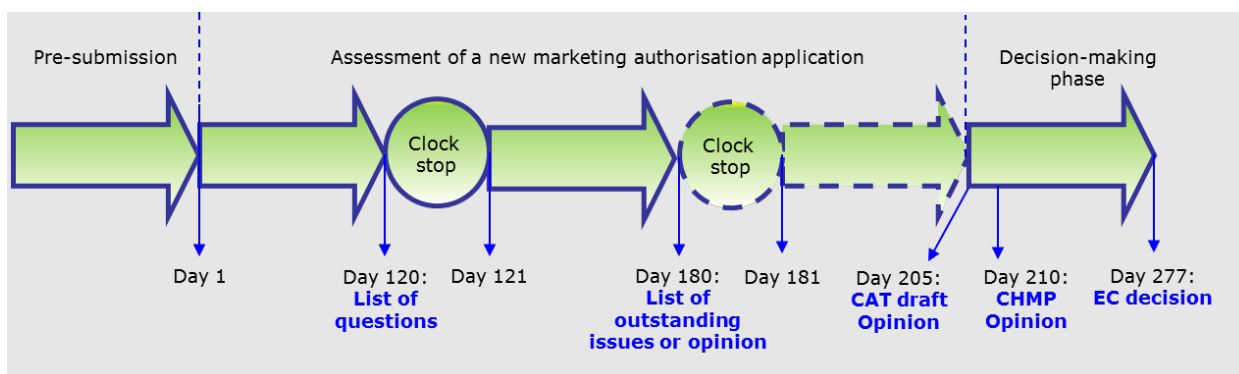 Pre-submission
Assessment of a new marketing authorisation application
Decision-making
phase
Clock
stop
Clock
stop
Day 1
Day 120:
List of
questions
Day 121
Day 180:
List of
outstanding
issues or opinion
Day 181
Day 205:
CAT draft
Opinion
Day 210:
CHMP
Opinion
Day 277:
EC decision